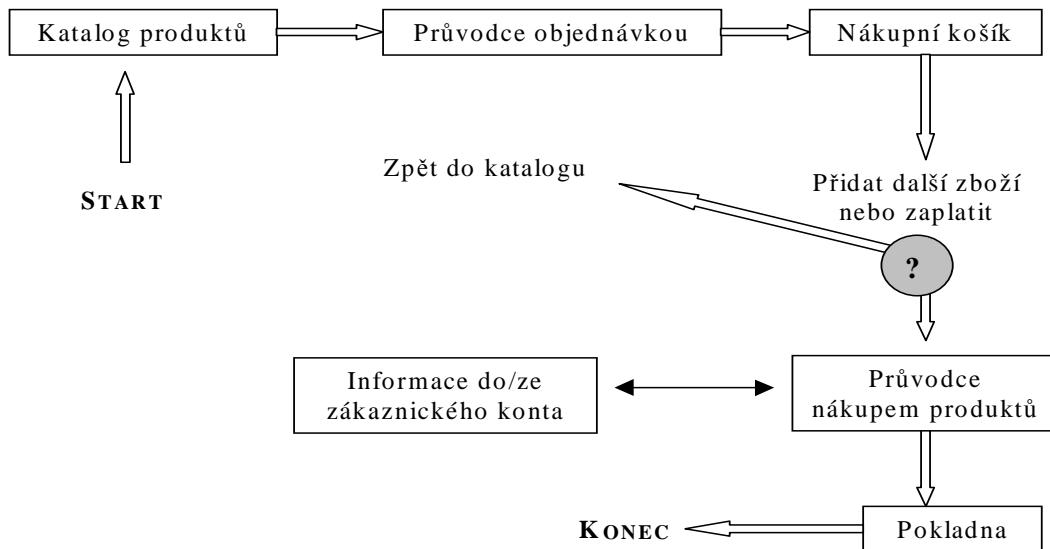 Katalog produktů
Průvodce objednávkou
Nákupní košík
START
Zpět do katalogu
Přidat další zboží
nebo zaplatit
?
Informace do/ze
zákaznického konta
Průvodce
nákupem produktů
KONEC
Pokladna